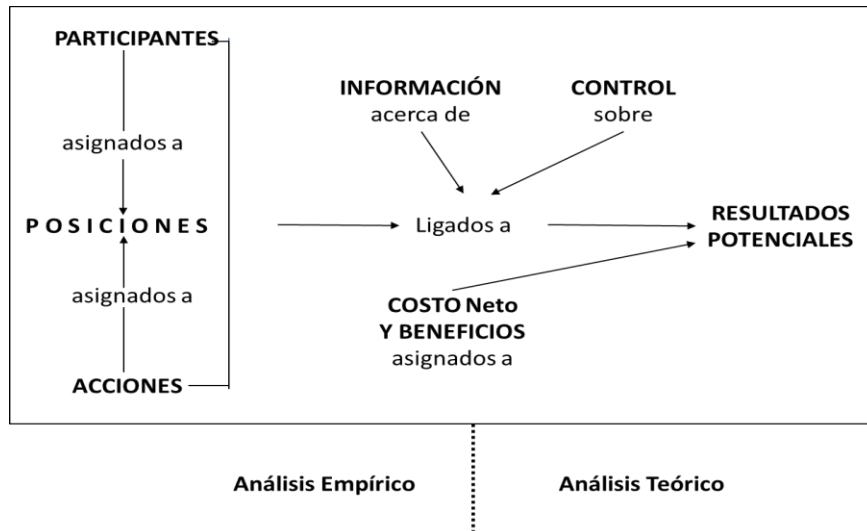 PARTICIPANTES
asignados a
P O S I C I O N E S
asignados a
ACCIONES
INFORMACIÓN
acerca de
CONTROL
sobre
Ligados a
COSTO Neto
Y BENEFICIOS
asignados a
RESULTADOS
POTENCIALES
Análisis Empírico
Análisis Teórico